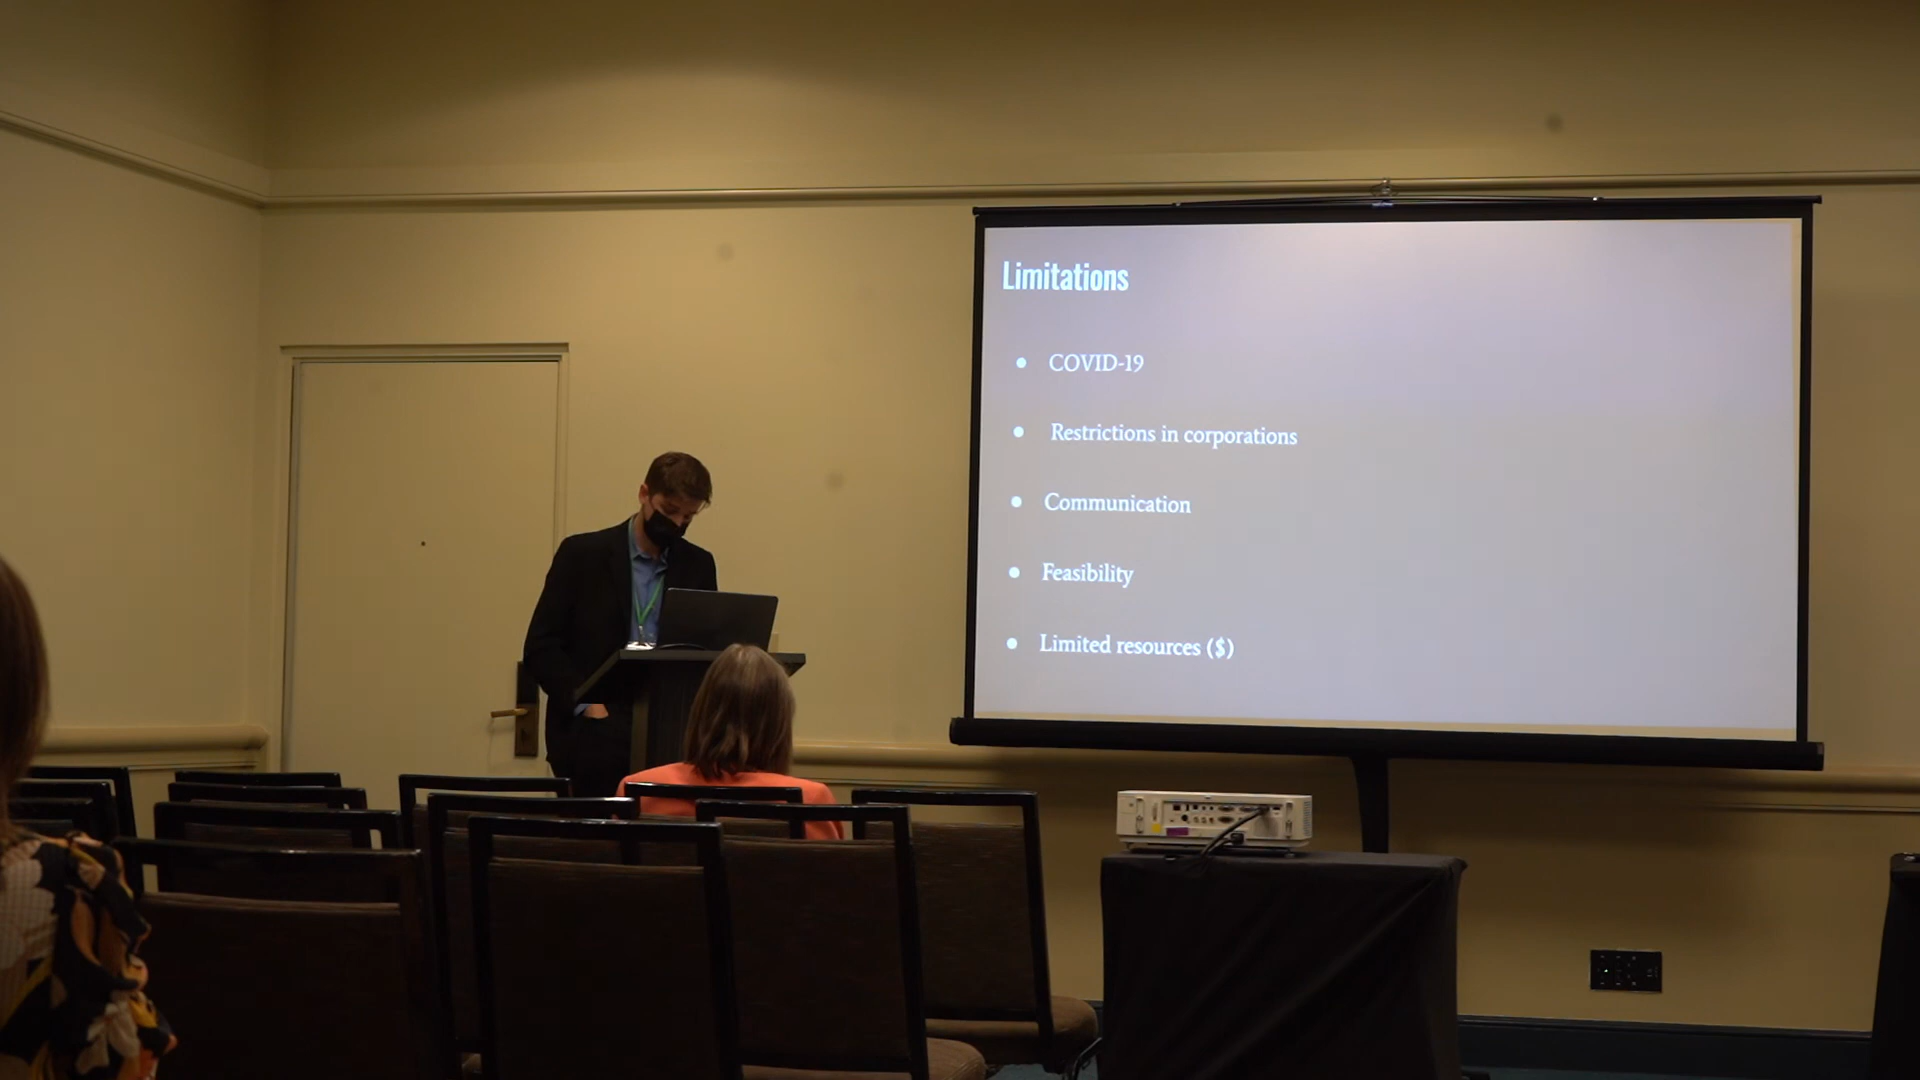 Limitations
● COVID-19
● Restrictions in corporations
● Communication
● Feasibility
● Limited resources ($)